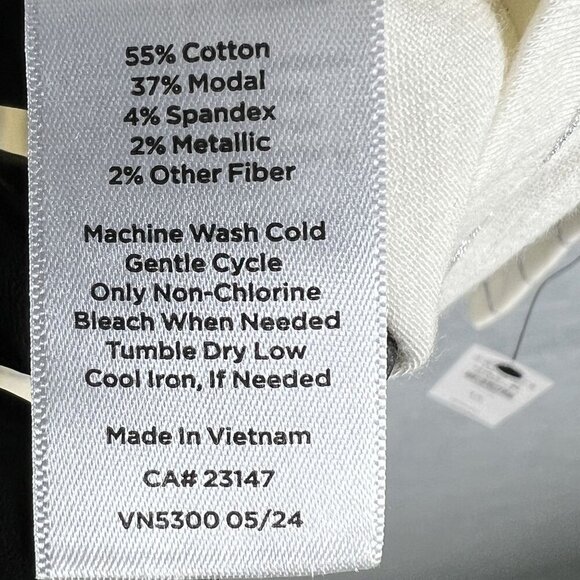 55% Cotton
37% Modal
4% Spandex
2% Metallic
2% Other Fiber
Machine Wash Cold
Gentle Cycle
Only Non-Chlorine
Bleach When Needed
Tumble Dry Low
Cool Iron, If Needed
Made In Vietnam
CA# 23147
VN5300 05/24